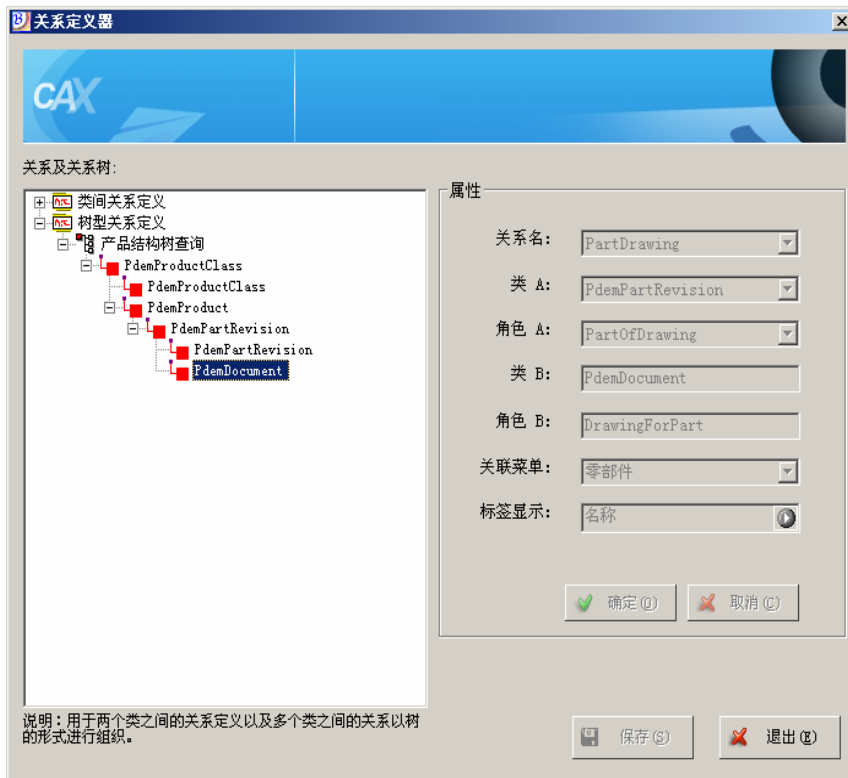 关系定义器
CAX
关系及关系树:
类间关系定义
树型关系定义
产品结构树查询
PdemProductClass
PdemProductClass
PdemProduct
PdemPartRevision
PdemPartRevision
PdemDocument
属性
关系名: PartDrawing
类 A: PdemPartRevision
角色 A: PartOfDrawing
类 B: PdemDocument
角色 B: DrawingForPart
关联菜单: 零部件
标签显示: 名称
确定(O) 取消(C)
说明：用于两个类之间的关系定义以及多个类之间的关系以树
的形式进行组织。
保存(S) 退出(E)